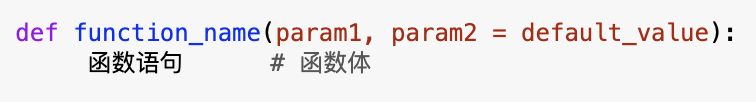 def function_name(param1, param2 = default_value):
函数语句 # 函数体